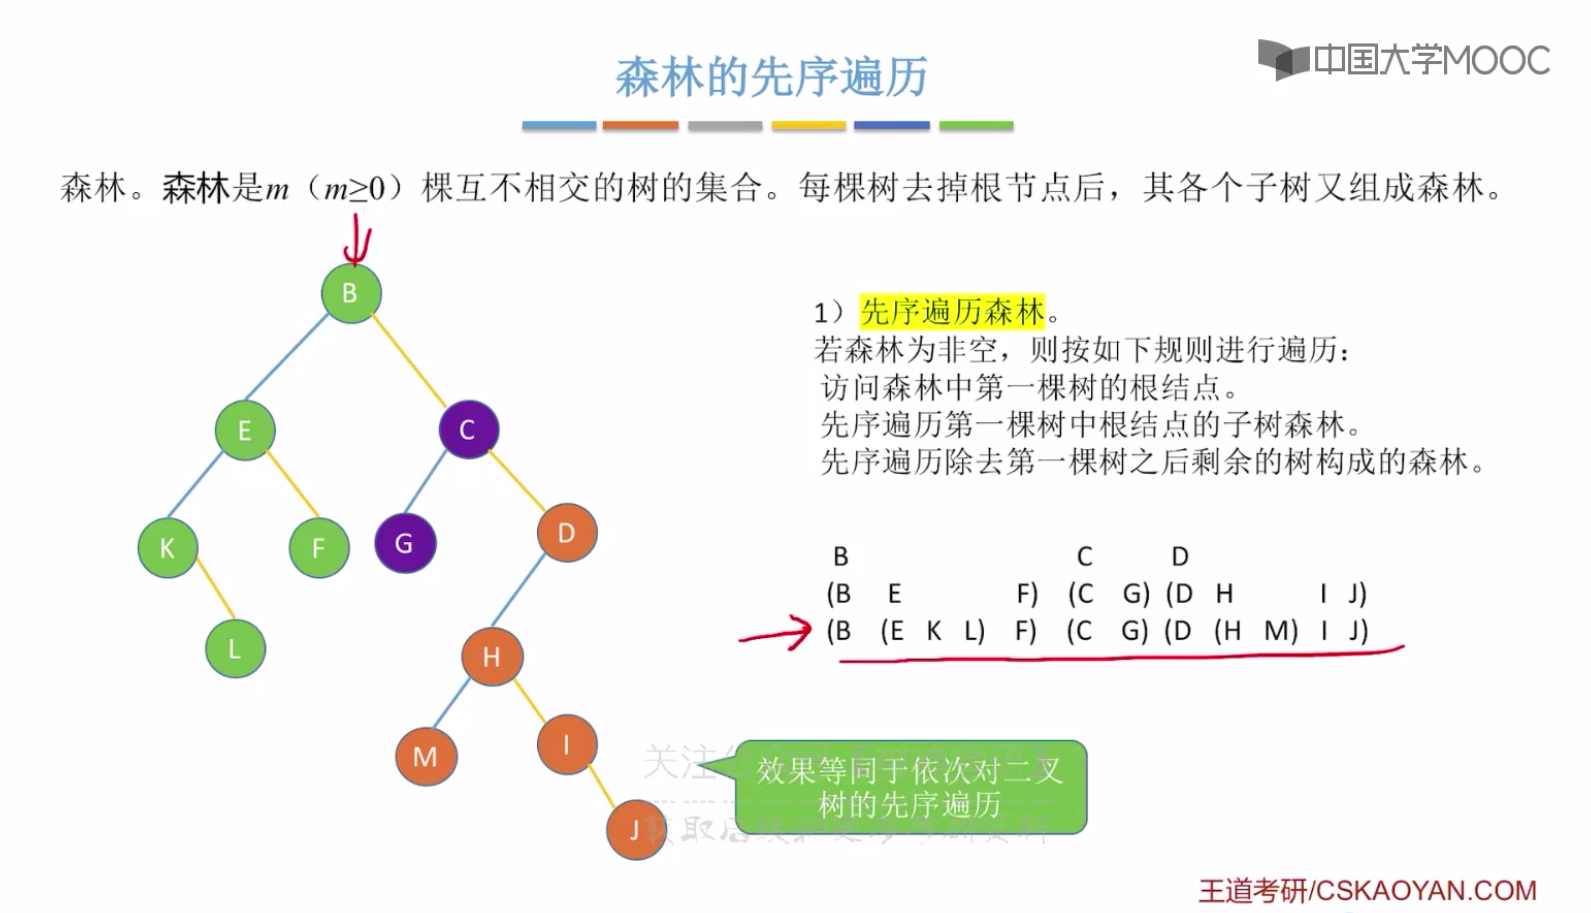 中国大学MOOC
森林的先序遍历
森林。森林是m（m≥0）棵互不相交的树的集合。每棵树去掉根节点后，其各个子树又组成森林。
B
1）先序遍历森林。
若森林为非空，则按如下规则进行遍历：
访问森林中第一棵树的根结点。
先序遍历第一棵树中根结点的子树森林。
先序遍历除去第一棵树之后剩余的树构成的森林。
E
C
K
F
G
D
L
H
M
I
J
B C D
(B E F) (C G) (D H I J)
(B (E K L) F) (C G) (D (H M) I J)
效果等同于依次对二叉
树的先序遍历
关注
王道考研/CSKAOYAN.COM